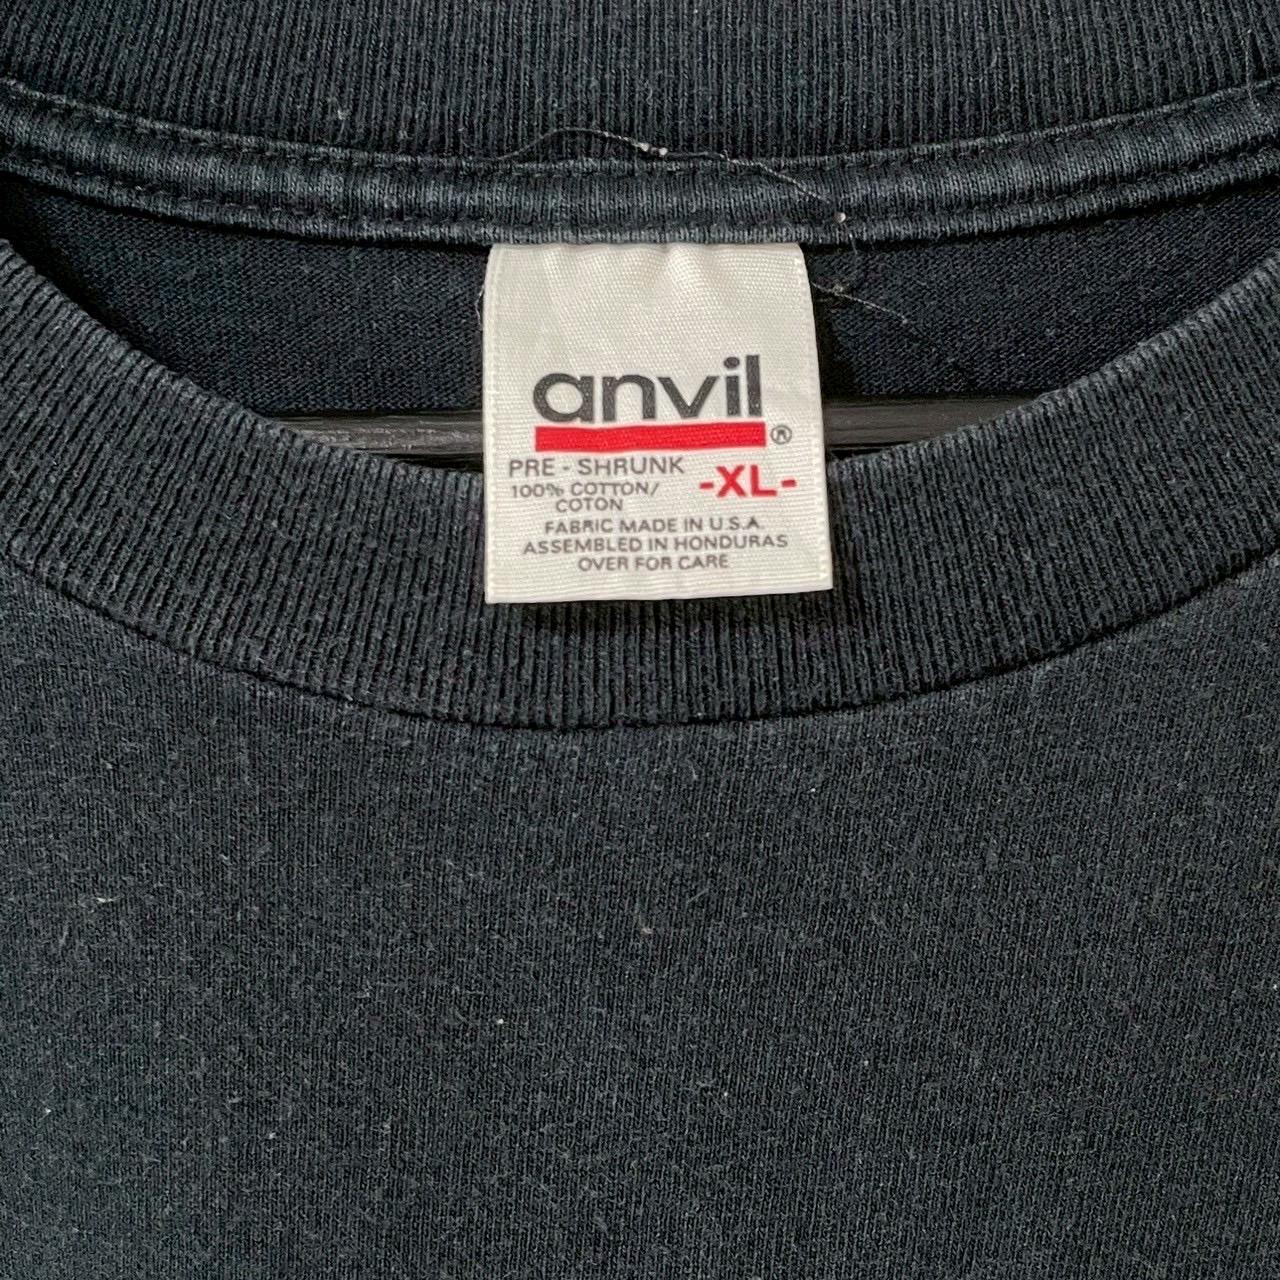 anvil®
PRE - SHRUNK
-XL-
100% COTTON/
COTON
FABRIC MADE IN U.S.A.
ASSEMBLED IN HONDURAS
OVER FOR CARE